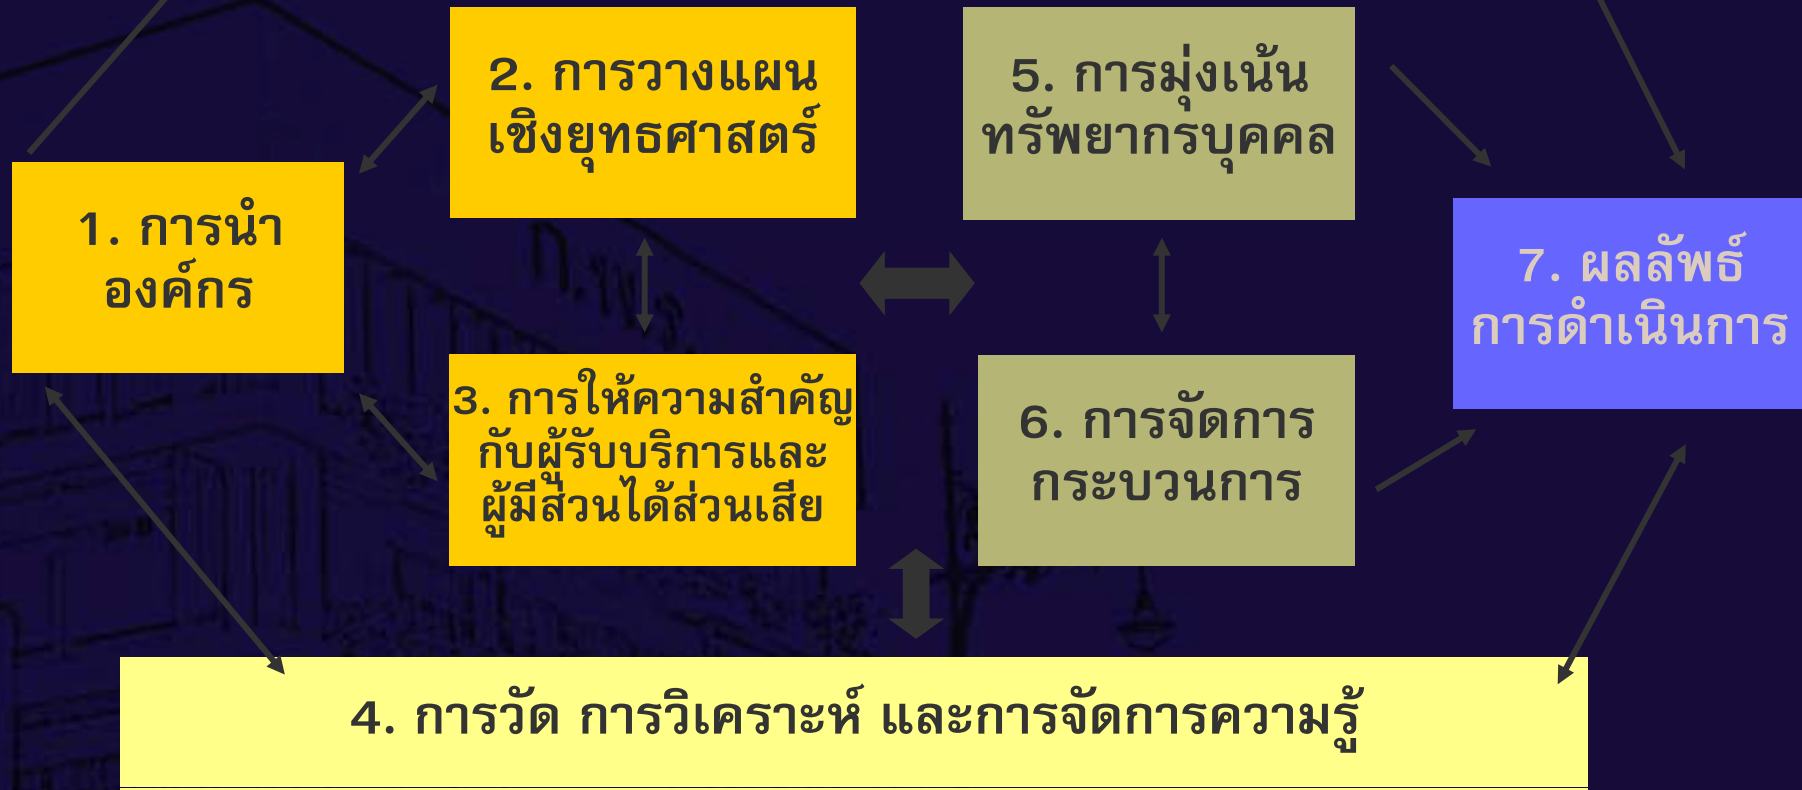 2. การวางแผน
เชิงยุทธศาสตร์
5. การมุ่งเน้น
ทรัพยากรบุคคล
1. การนำ
องค์กร
7. ผลลัพธ์
การดำเนินการ
3. การให้ความสำคัญ
กับผู้รับบริการและ
ผู้มีส่วนได้ส่วนเสีย
6. การจัดการ
กระบวนการ
4. การวัด การวิเคราะห์ และการจัดการความรู้